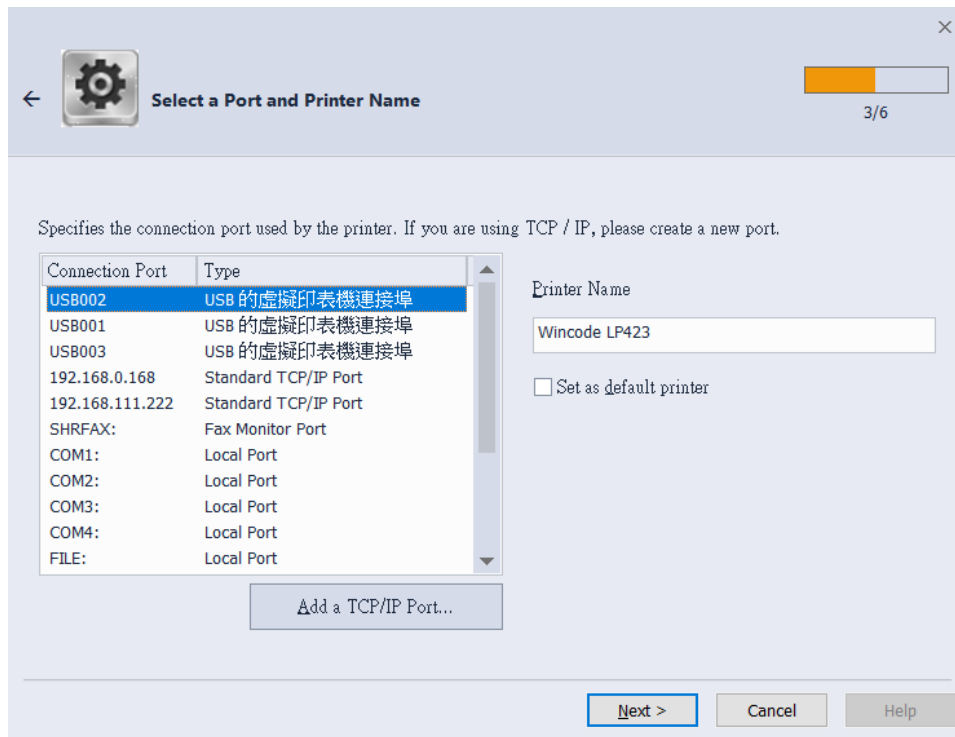 Select a Port and Printer Name
3/6
Specifies the connection port used by the printer. If you are using TCP / IP, please create a new port.
Connection Port Type
USB002 USB 的虛擬印表機連接埠
USB001 USB 的虛擬印表機連接埠
USB003 USB 的虛擬印表機連接埠
192.168.0.168 Standard TCP/IP Port
192.168.111.222 Standard TCP/IP Port
SHRFAX: Fax Monitor Port
COM1: Local Port
COM2: Local Port
COM3: Local Port
COM4: Local Port
FILE: Local Port
Printer Name
Wincode LP423
Set as default printer
Add a TCP/IP Port...
Next >
Cancel
Help